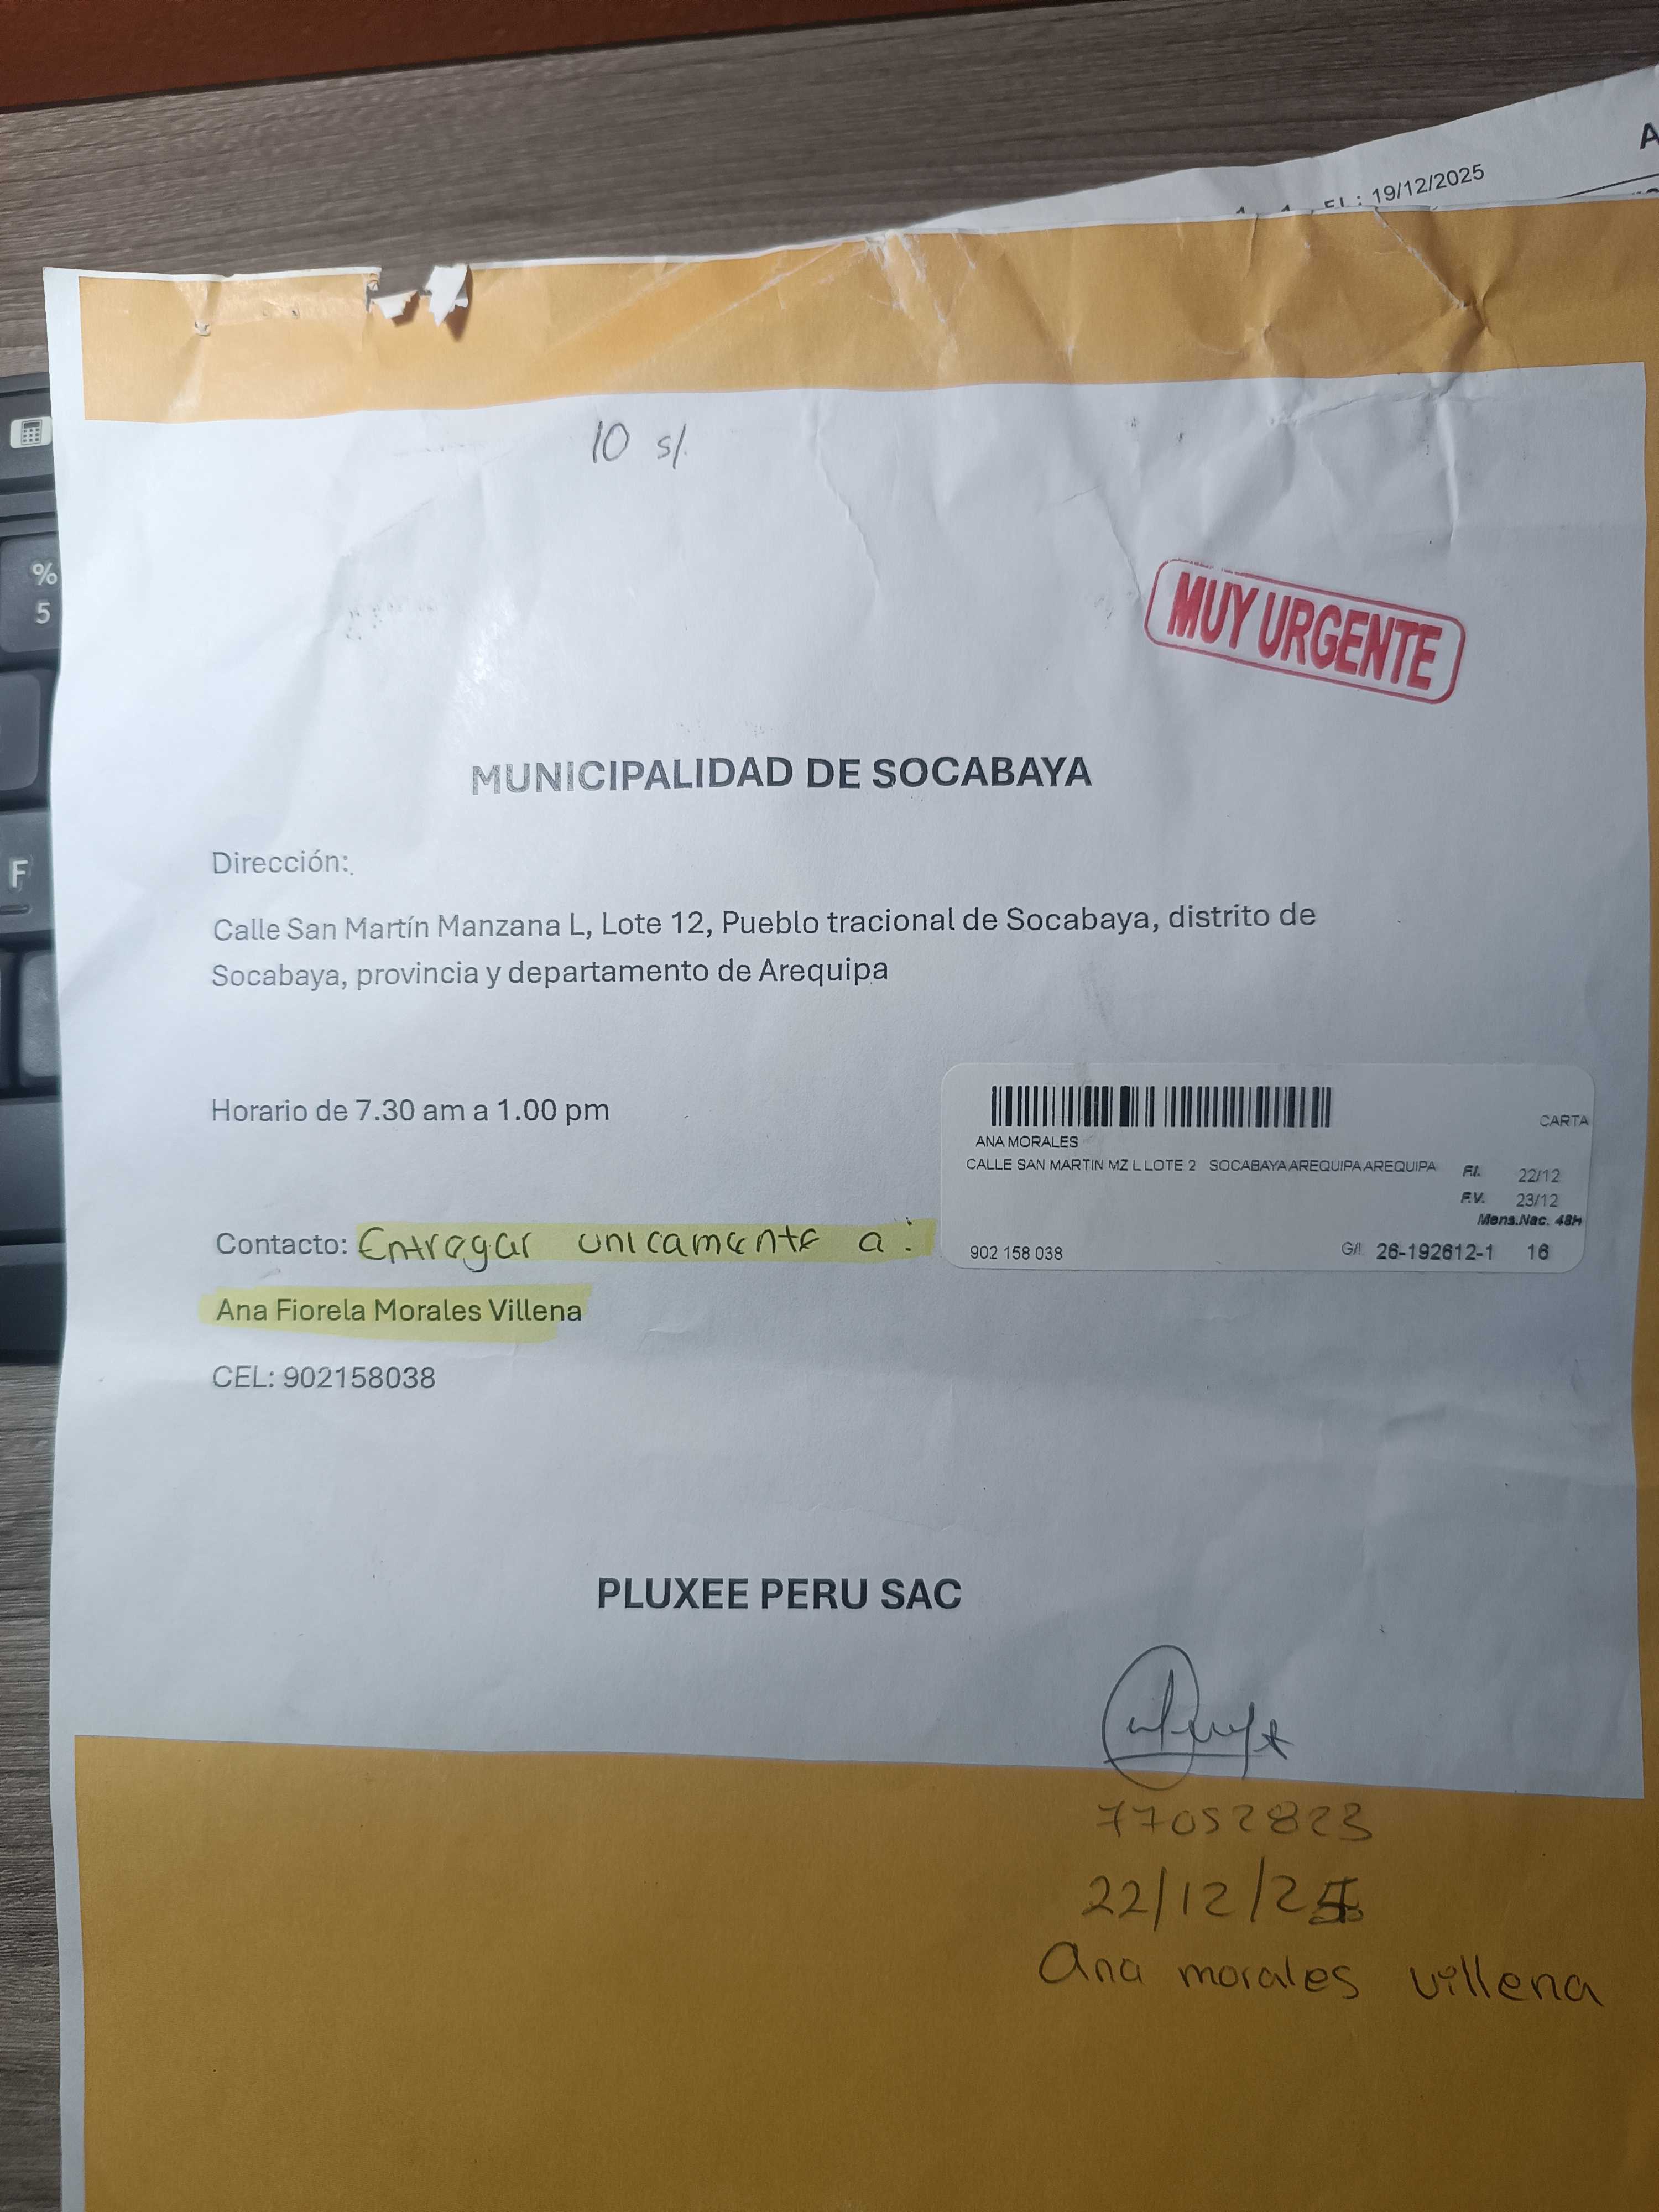 EL: 19/12/2025
10 s/.
MUY URGENTE
MUNICIPALIDAD DE SOCABAYA
Dirección:.
Calle San Martín Manzana L, Lote 12, Pueblo tracional de Socabaya, distrito de
Socabaya, provincia y departamento de Arequipa
Horario de 7.30 am a 1.00 pm
CARTA
ANA MORALES
CALLE SAN MARTIN MZ L LOTE 2 SOCABAYA AREQUIPA AREQUIPA
F.I. 22/12
F.V. 23/12
Mens.Nac. 48H
902 158 038
G/I 26-192612-1 16
Contacto: Entregar unicamente a:
Ana Fiorela Morales Villena
CEL: 902158038
PLUXEE PERU SAC
77052823
22/12/25
Ana morales villena
%
5
F